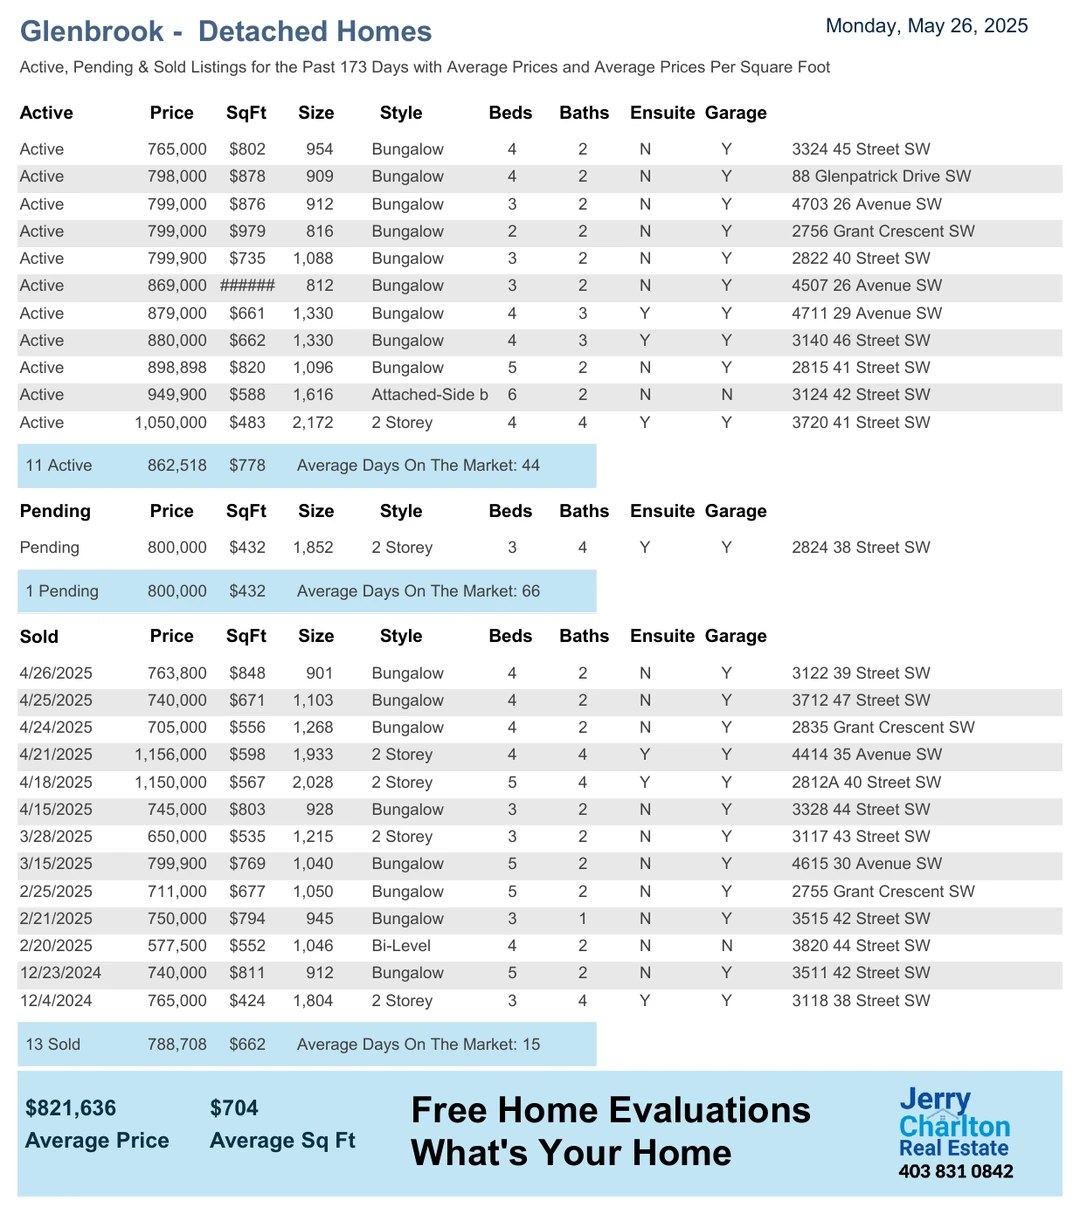 Glenbrook - Detached Homes
Monday, May 26, 2025
Active, Pending & Sold Listings for the Past 173 Days with Average Prices and Average Prices Per Square Foot
Active Price SqFt Size Style Beds Baths Ensuite Garage
Active 765,000 $802 954 Bungalow 4 2 N Y 3324 45 Street SW
Active 798,000 $878 909 Bungalow 4 2 N Y 88 Glenpatrick Drive SW
Active 799,000 $876 912 Bungalow 3 2 N Y 4703 26 Avenue SW
Active 799,000 $979 816 Bungalow 2 2 N Y 2756 Grant Crescent SW
Active 799,900 $735 1,088 Bungalow 3 2 N Y 2822 40 Street SW
Active 869,000 ###### 812 Bungalow 3 2 N Y 4507 26 Avenue SW
Active 879,000 $661 1,330 Bungalow 4 3 Y Y 4711 29 Avenue SW
Active 880,000 $662 1,330 Bungalow 4 3 Y Y 3140 46 Street SW
Active 898,898 $820 1,096 Bungalow 5 2 N Y 2815 41 Street SW
Active 949,900 $588 1,616 Attached-Side b 6 2 N N 3124 42 Street SW
Active 1,050,000 $483 2,172 2 Storey 4 4 Y Y 3720 41 Street SW
11 Active 862,518 $778 Average Days On The Market: 44
Pending Price SqFt Size Style Beds Baths Ensuite Garage
Pending 800,000 $432 1,852 2 Storey 3 4 Y Y 2824 38 Street SW
1 Pending 800,000 $432 Average Days On The Market: 66
Sold Price SqFt Size Style Beds Baths Ensuite Garage
4/26/2025 763,800 $848 901 Bungalow 4 2 N Y 3122 39 Street SW
4/25/2025 740,000 $671 1,103 Bungalow 4 2 N Y 3712 47 Street SW
4/24/2025 705,000 $556 1,268 Bungalow 4 2 N Y 2835 Grant Crescent SW
4/21/2025 1,156,000 $598 1,933 2 Storey 4 4 Y Y 4414 35 Avenue SW
4/18/2025 1,150,000 $567 2,028 2 Storey 5 4 Y Y 2812A 40 Street SW
4/15/2025 745,000 $803 928 Bungalow 3 2 N Y 3328 44 Street SW
3/28/2025 650,000 $535 1,215 2 Storey 3 2 N Y 3117 43 Street SW
3/15/2025 799,900 $769 1,040 Bungalow 5 2 N Y 4615 30 Avenue SW
2/25/2025 711,000 $677 1,050 Bungalow 5 2 N Y 2755 Grant Crescent SW
2/21/2025 750,000 $794 945 Bungalow 3 1 N Y 3515 42 Street SW
2/20/2025 577,500 $552 1,046 Bi-Level 4 2 N N 3820 44 Street SW
12/23/2024 740,000 $811 912 Bungalow 5 2 N Y 3511 42 Street SW
12/4/2024 765,000 $424 1,804 2 Storey 3 4 Y Y 3118 38 Street SW
13 Sold 788,708 $662 Average Days On The Market: 15
$821,636 $704
Average Price Average Sq Ft
Free Home Evaluations
What's Your Home
Jerry
Charlton
Real Estate
403 831 0842